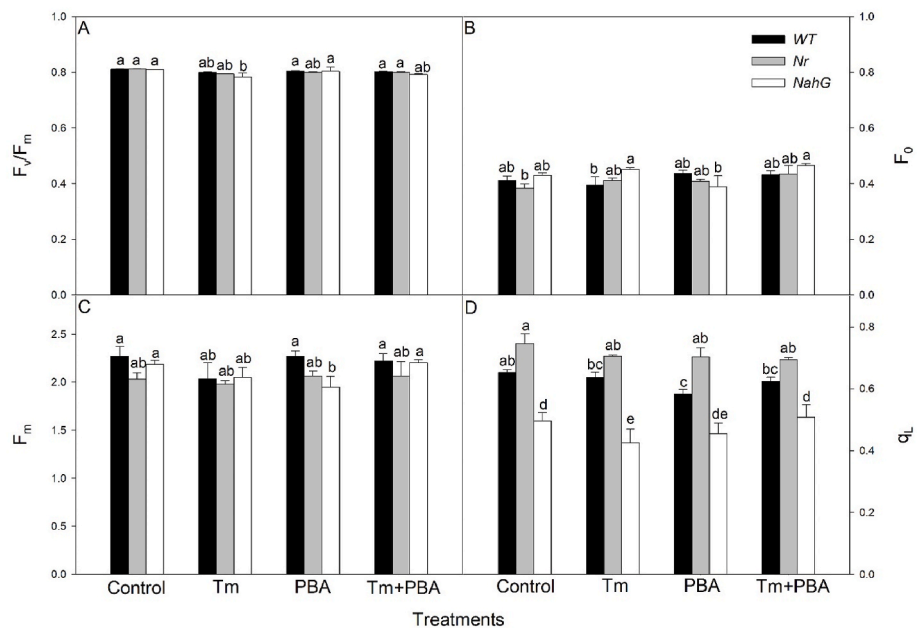 A
1.0
0.8
0.6
0.4
0.2
0.0
Fv/Fm
a a a
ab ab b
a a a
a a ab
B
WT
Nr
NahG
1.0
0.8
0.6
0.4
0.2
0.0
F0
ab b ab
b ab a
ab ab b
ab ab a
C
2.5
2.0
1.5
1.0
0.5
0.0
Fm
a ab a
ab ab ab
a ab b
a ab a
D
0.8
0.6
0.4
0.2
0.0
qL
ab a d
bc ab e
c ab de
bc ab d
Control Tm PBA Tm+PBA Control Tm PBA Tm+PBA
Treatments